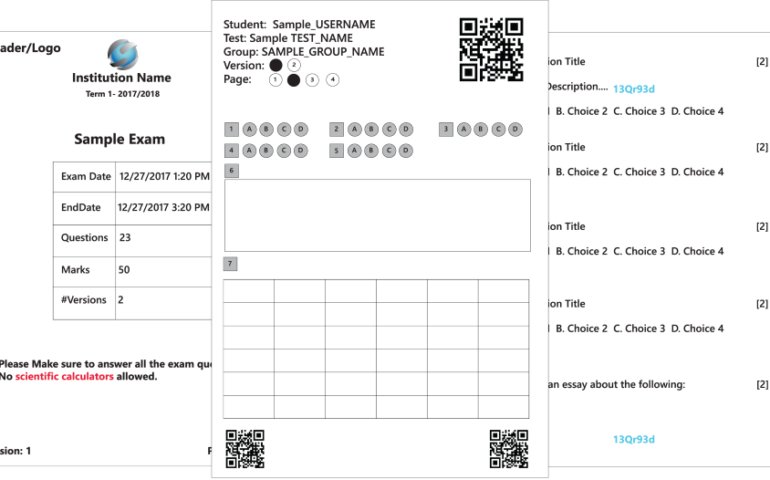 ader/Logo
Institution Name
Term 1- 2017/2018
Sample Exam
Exam Date 12/27/2017 1:20 PM
EndDate 12/27/2017 3:20 PM
Questions 23
Marks 50
#Versions 2
Please Make sure to answer all the exam qu
No scientific calculators allowed.
sion: 1
Student: Sample_USERNAME
Test: Sample TEST_NAME
Group: SAMPLE_GROUP_NAME
Version: 2
Page: 1 3 4
1 A B C D 2 A B C D 3 A B C D
4 A B C D 5 A B C D
6
7
ion Title [2]
Description.... 13Qr93d
B. Choice 2 C. Choice 3 D. Choice 4
ion Title [2]
B. Choice 2 C. Choice 3 D. Choice 4
ion Title [2]
B. Choice 2 C. Choice 3 D. Choice 4
ion Title [2]
B. Choice 2 C. Choice 3 D. Choice 4
an essay about the following: [2]
13Qr93d